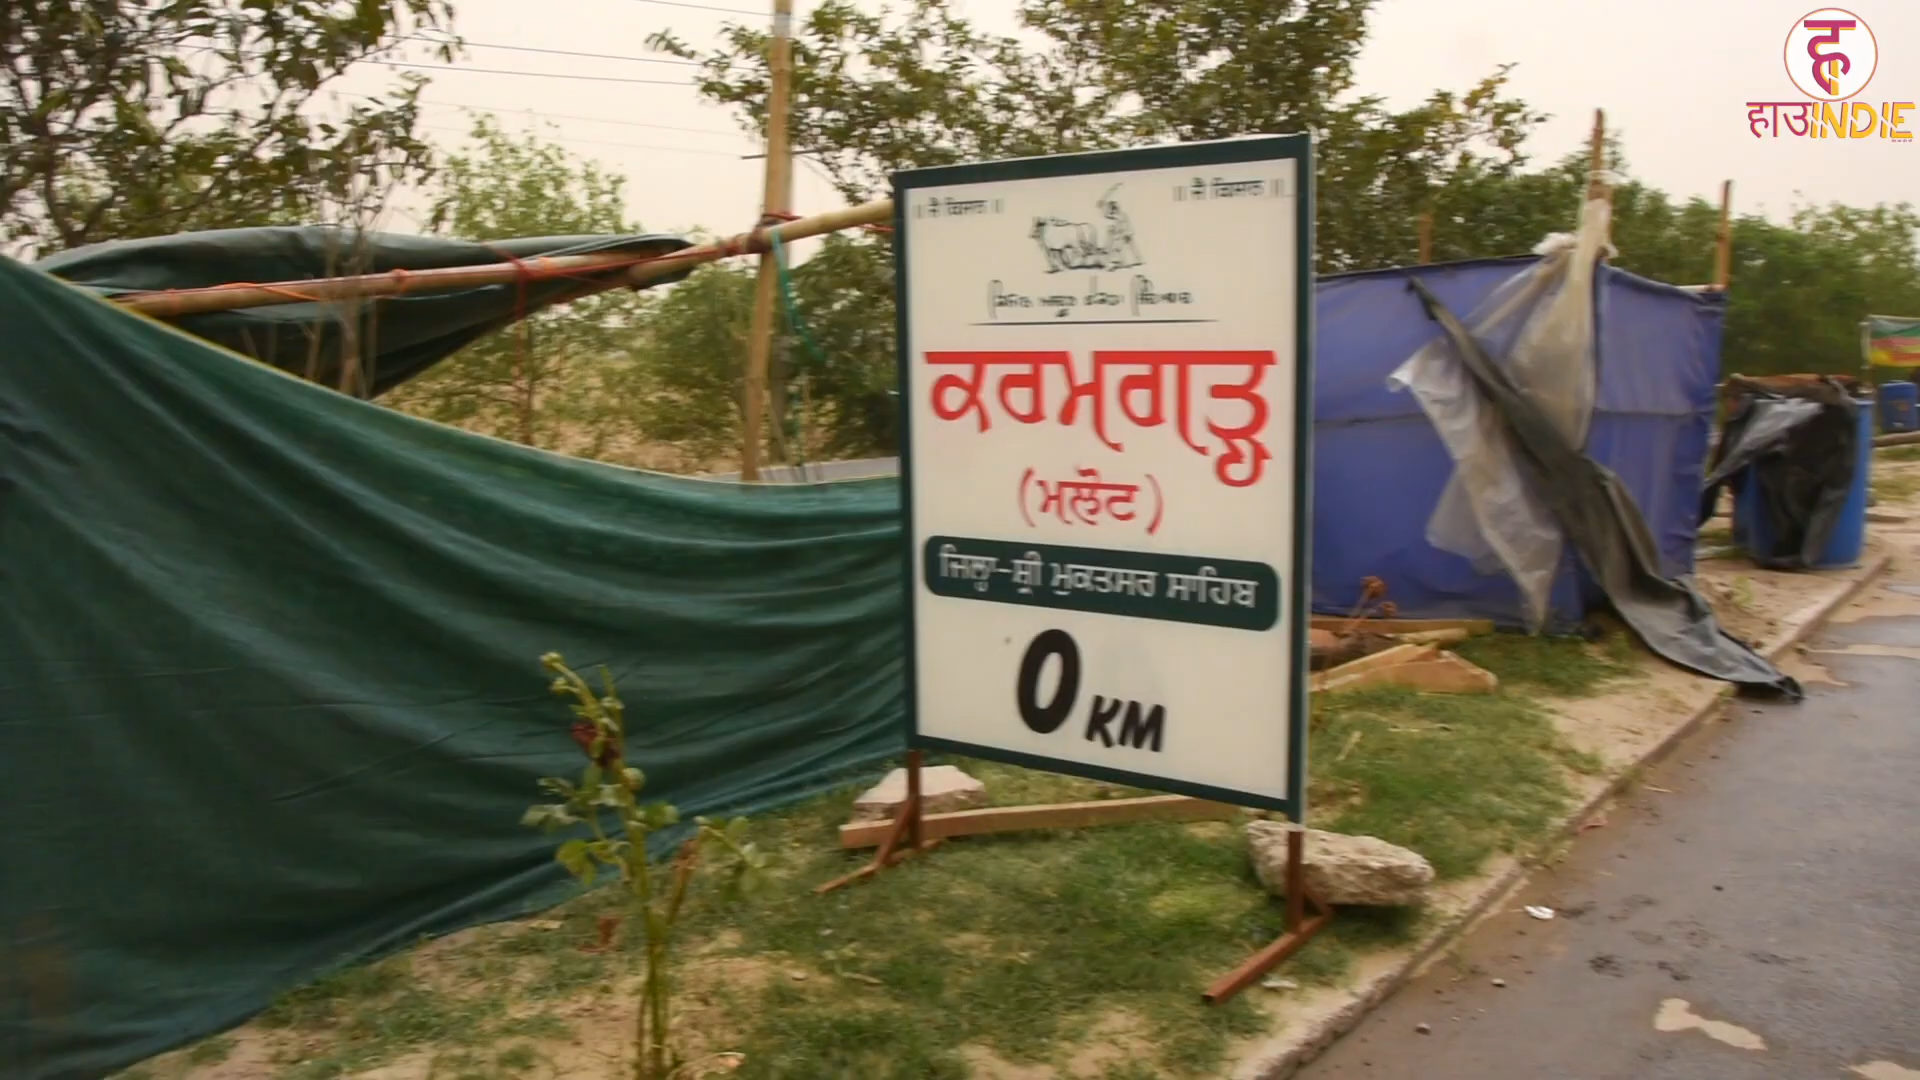 हाउINDIE
॥ ਜੈ ਕਿਸਾਨ ॥ ॥ ਜੈ ਕਿਸਾਨ ॥
ਕਰਮਗੜ੍ਹ
(ਮਲੋਟ)
ਜਿਲ੍ਹਾ-ਸ਼੍ਰੀ ਮੁਕਤਸਰ ਸਾਹਿਬ
0 KM